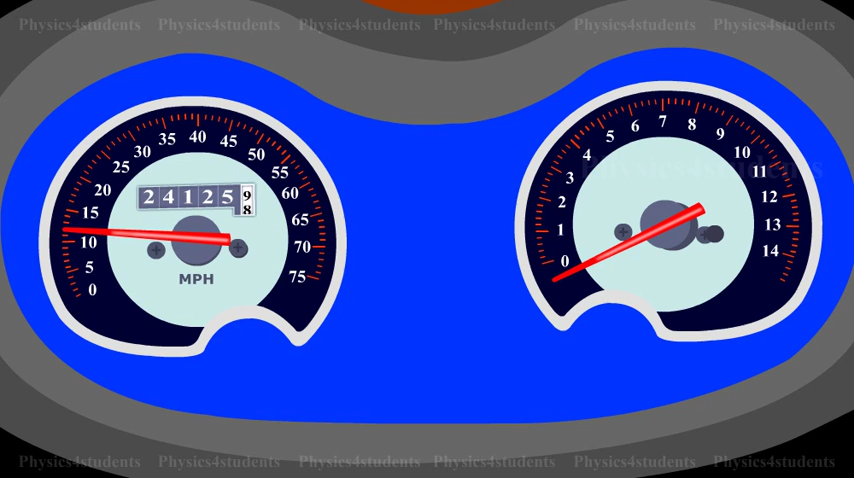 Physics4students Physics4students Physics4students Physics4students Physics4students Physics4students
0 5 10 15 20 25 30 35 40 45 50 55 60 65 70 75
24125 9
8
MPH
0 1 2 3 4 5 6 7 8 9 10 11 12 13 14
Physics4students
Physics4students Physics4students Physics4students Physics4students Physics4students Physics4students